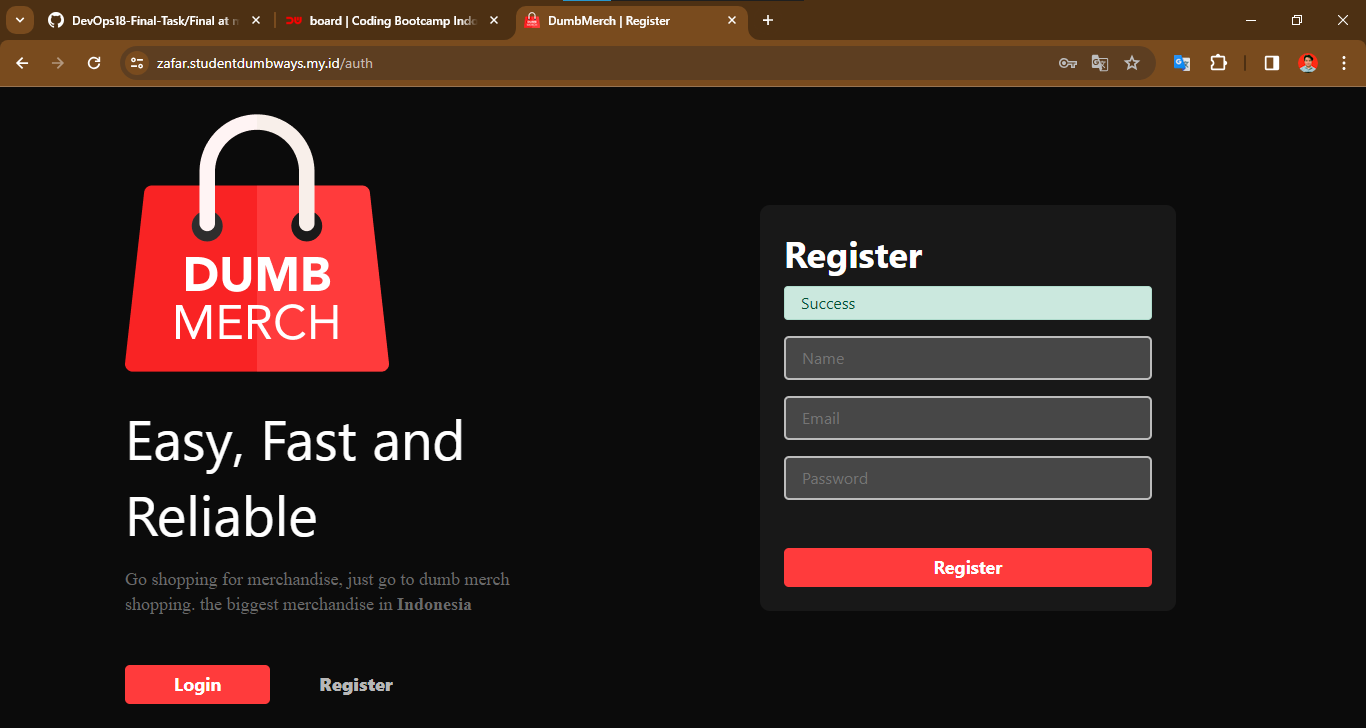 DevOps18-Final-Task/Final at m
board | Coding Bootcamp Indo
DumbMerch | Register
zafar.studentdumbways.my.id/auth
DUMB
MERCH
Easy, Fast and
Reliable
Go shopping for merchandise, just go to dumb merch
shopping. the biggest merchandise in Indonesia
Login
Register
Register
Success
Name
Email
Password
Register